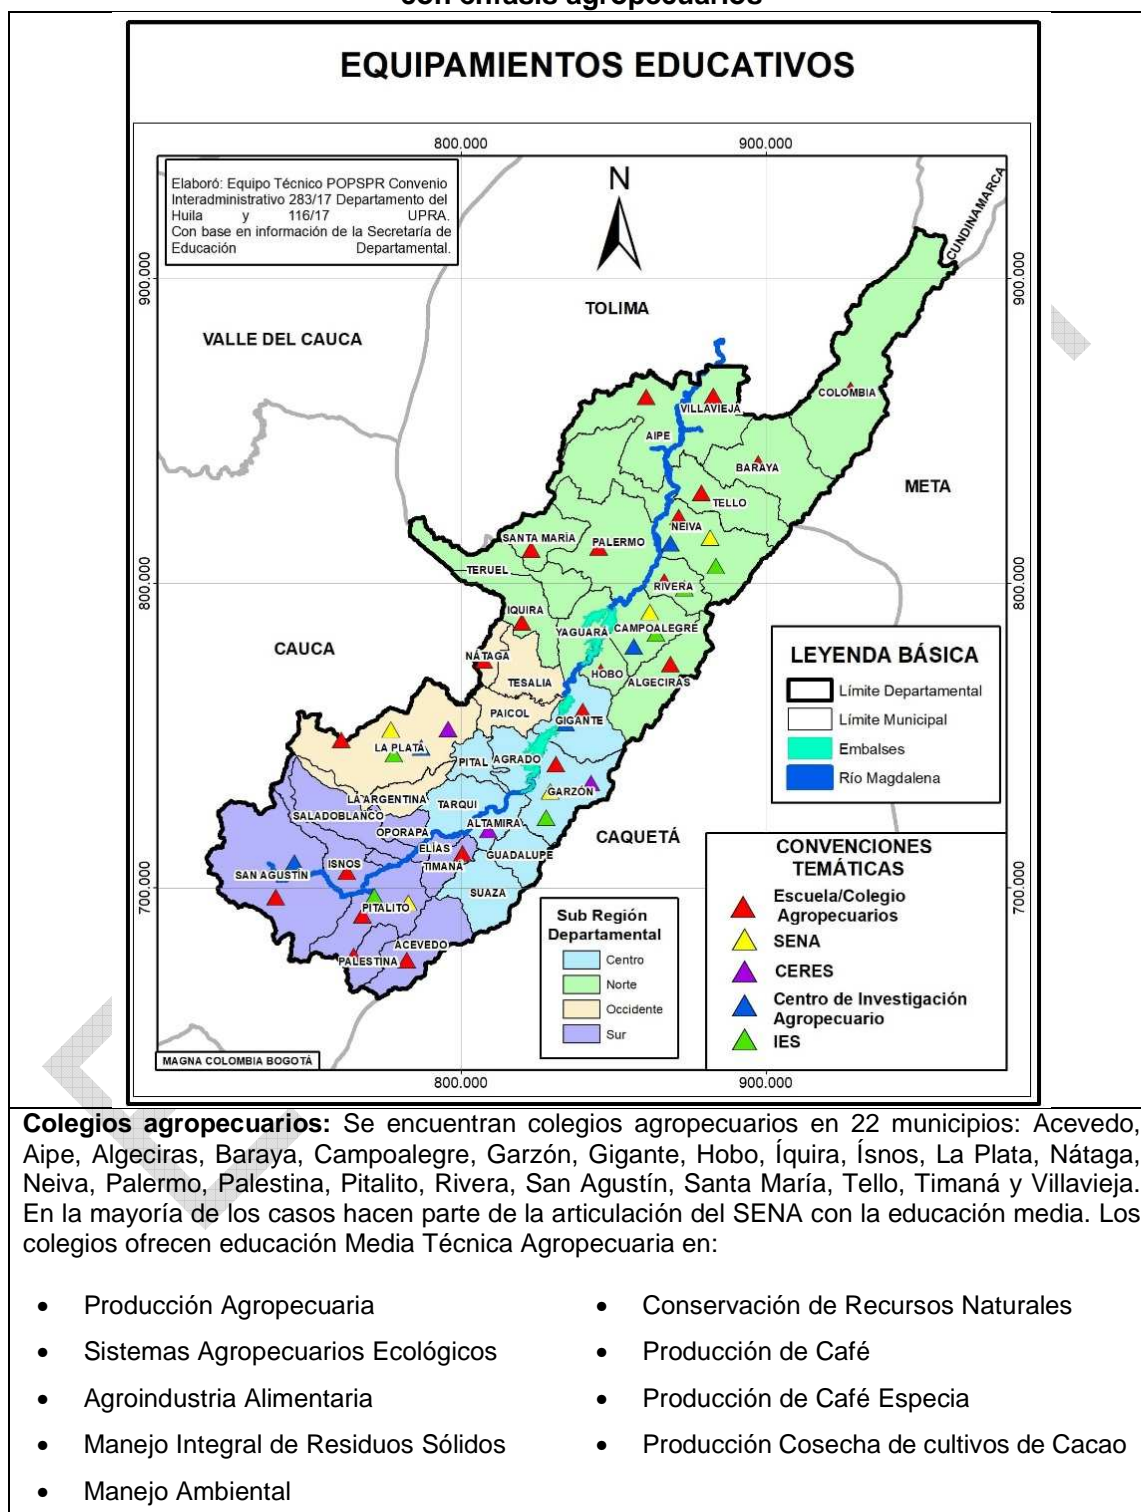 con énfasis agropecuarios
EQUIPAMIENTOS EDUCATIVOS
800.000
900.000
Elaboró: Equipo Técnico POPSPR Convenio
Interadministrativo 283/17 Departamento del
Huila y 116/17 UPRA.
Con base en información de la Secretaría de
Educación Departamental.
N
CUNDINAMARCA
900.000
900.000
TOLIMA
VALLE DEL CAUCA
COLOMBIA
VILLAVIEJA
AIPE
BARAYA
META
TELLO
NEIVA
SANTA MARÍA
PALERMO
TERUEL
RIVERA
800.000
800.000
IQUIRA
YAGUARÁ
CAMPOALEGRE
CAUCA
NÁTAGA
HOBO
ALGECIRAS
TESALIA
PAICOL
GIGANTE
LA PLATA
PITAL
AGRADO
GARZÓN
LA ARGENTINA
TARQUI
SALADOBLANCO
OPORAPA
ALTAMIRA
CAQUETÁ
ELÍAS
GUADALUPE
TIMANÁ
ISNOS
SAN AGUSTÍN
SUAZA
PITALITO
ACEVEDO
PALESTINA
700.000
700.000
LEYENDA BÁSICA
Límite Departamental
Límite Municipal
Embalses
Río Magdalena
Sub Región
Departamental
Centro
Norte
Occidente
Sur
CONVENCIONES
TEMÁTICAS
Escuela/Colegio
Agropecuarios
SENA
CERES
Centro de Investigación
Agropecuario
IES
MAGNA COLOMBIA BOGOTÁ
800.000
900.000
Colegios agropecuarios: Se encuentran colegios agropecuarios en 22 municipios: Acevedo,
Aipe, Algeciras, Baraya, Campoalegre, Garzón, Gigante, Hobo, Íquira, Ísnos, La Plata, Nátaga,
Neiva, Palermo, Palestina, Pitalito, Rivera, San Agustín, Santa María, Tello, Timaná y Villavieja.
En la mayoría de los casos hacen parte de la articulación del SENA con la educación media. Los
colegios ofrecen educación Media Técnica Agropecuaria en:
• Producción Agropecuaria
• Sistemas Agropecuarios Ecológicos
• Agroindustria Alimentaria
• Manejo Integral de Residuos Sólidos
• Manejo Ambiental
• Conservación de Recursos Naturales
• Producción de Café
• Producción de Café Especia
• Producción Cosecha de cultivos de Cacao